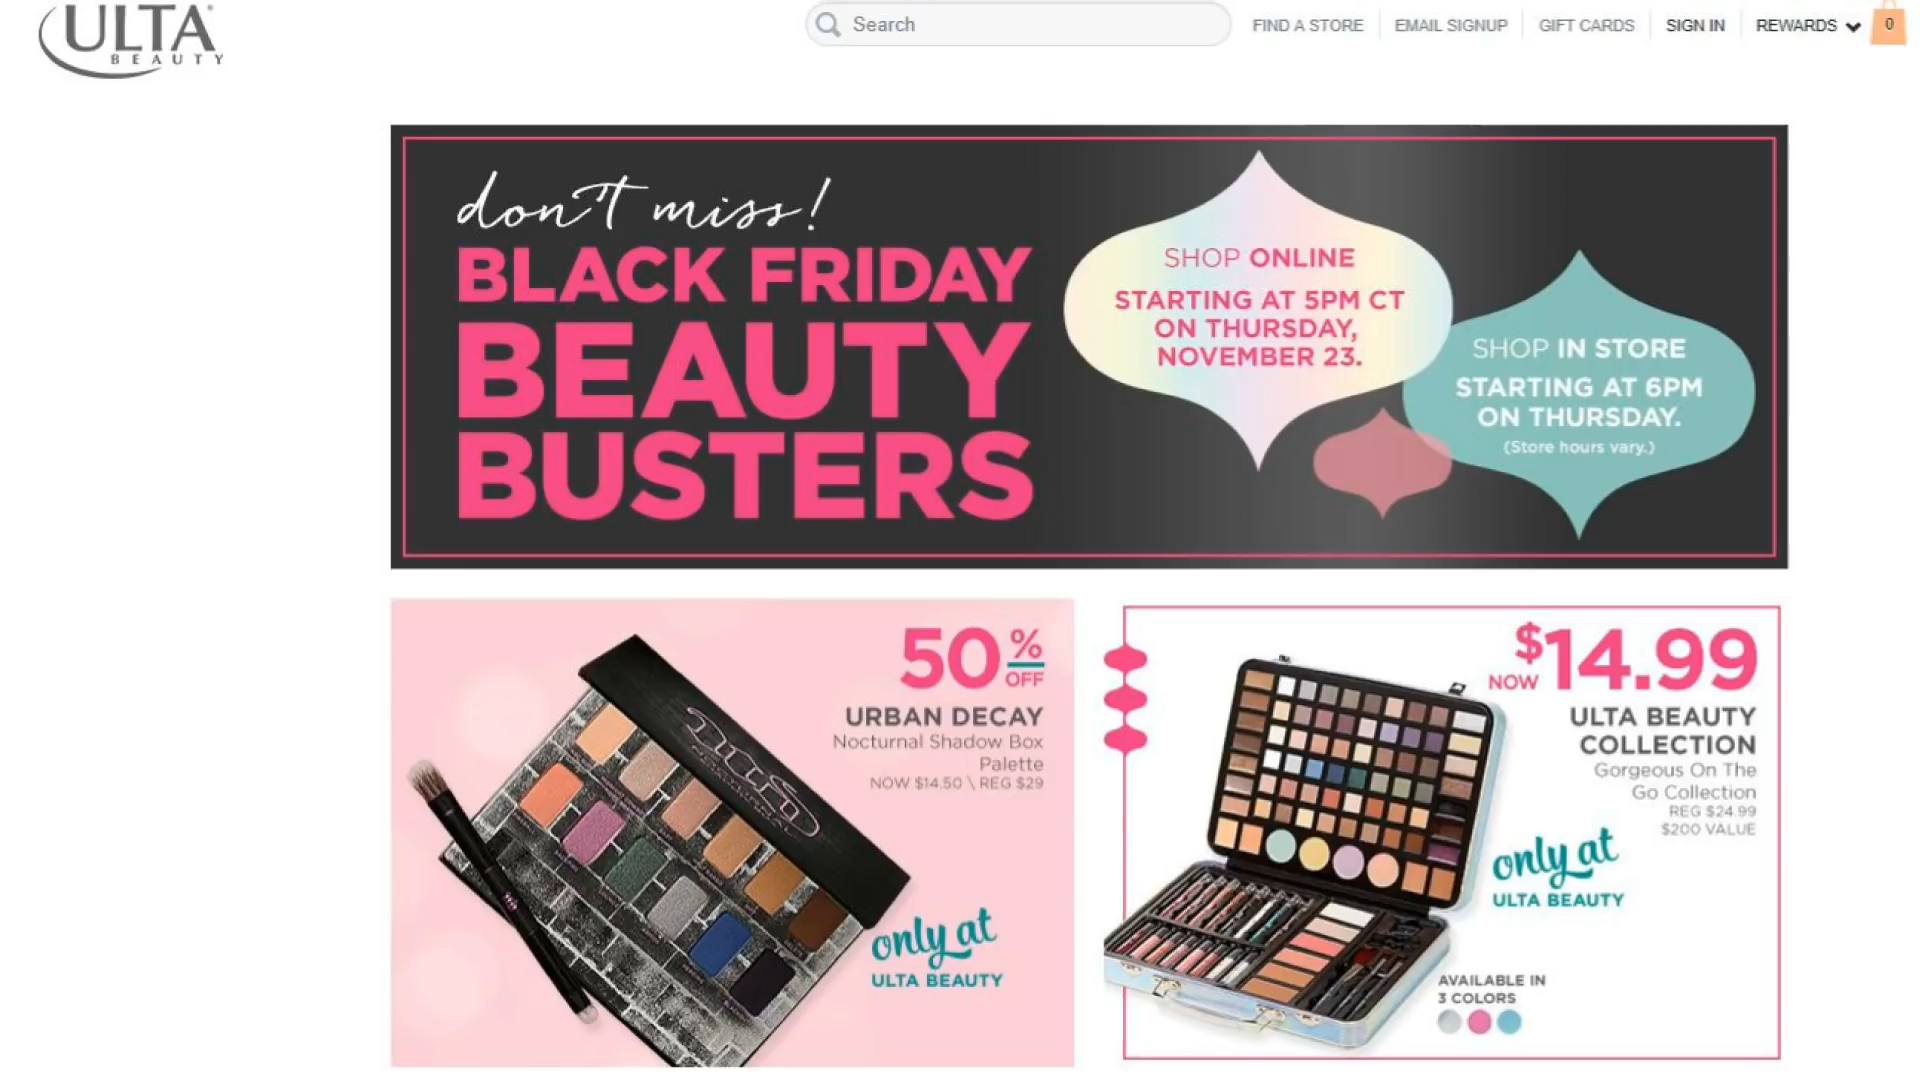 ULTA
BEAUTY
Search
FIND A STORE
EMAIL SIGNUP
GIFT CARDS
SIGN IN
REWARDS
0
don't miss!
BLACK FRIDAY
BEAUTY
BUSTERS
SHOP ONLINE
STARTING AT 5PM CT
ON THURSDAY,
NOVEMBER 23.
SHOP IN STORE
STARTING AT 6PM
ON THURSDAY.
(Store hours vary.)
50% OFF
URBAN DECAY
Nocturnal Shadow Box
Palette
NOW $14.50 \ REG $29
only at
ULTA BEAUTY
NOW $14.99
ULTA BEAUTY
COLLECTION
Gorgeous On The
Go Collection
REG $24.99
$200 VALUE
only at
ULTA BEAUTY
AVAILABLE IN
3 COLORS